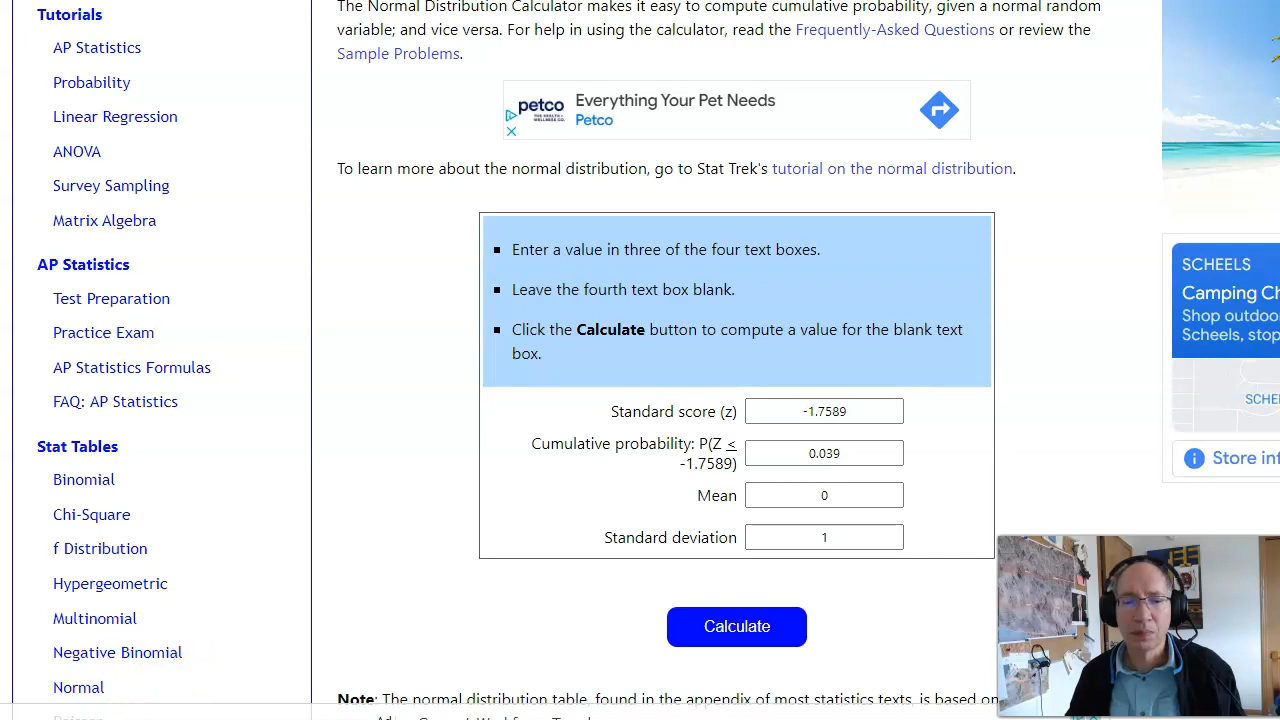 Tutorials
AP Statistics
Probability
Linear Regression
ANOVA
Survey Sampling
Matrix Algebra
AP Statistics
Test Preparation
Practice Exam
AP Statistics Formulas
FAQ: AP Statistics
Stat Tables
Binomial
Chi-Square
f Distribution
Hypergeometric
Multinomial
Negative Binomial
Normal
The Normal Distribution Calculator makes it easy to compute cumulative probability, given a normal random
variable; and vice versa. For help in using the calculator, read the Frequently-Asked Questions or review the
Sample Problems.
petco
THE HEALTH +
WELLNESS CO.
Everything Your Pet Needs
Petco
To learn more about the normal distribution, go to Stat Trek's tutorial on the normal distribution.
Enter a value in three of the four text boxes.
Leave the fourth text box blank.
Click the Calculate button to compute a value for the blank text
box.
Standard score (z)
-1.7589
Cumulative probability: P(Z ≤
-1.7589)
0.039
Mean
0
Standard deviation
1
Calculate
Note: The normal distribution table, found in the appendix of most statistics texts, is based on
SCHEELS
Camping Ch
Shop outdoo
Scheels, stop
SCHEE
Store inf